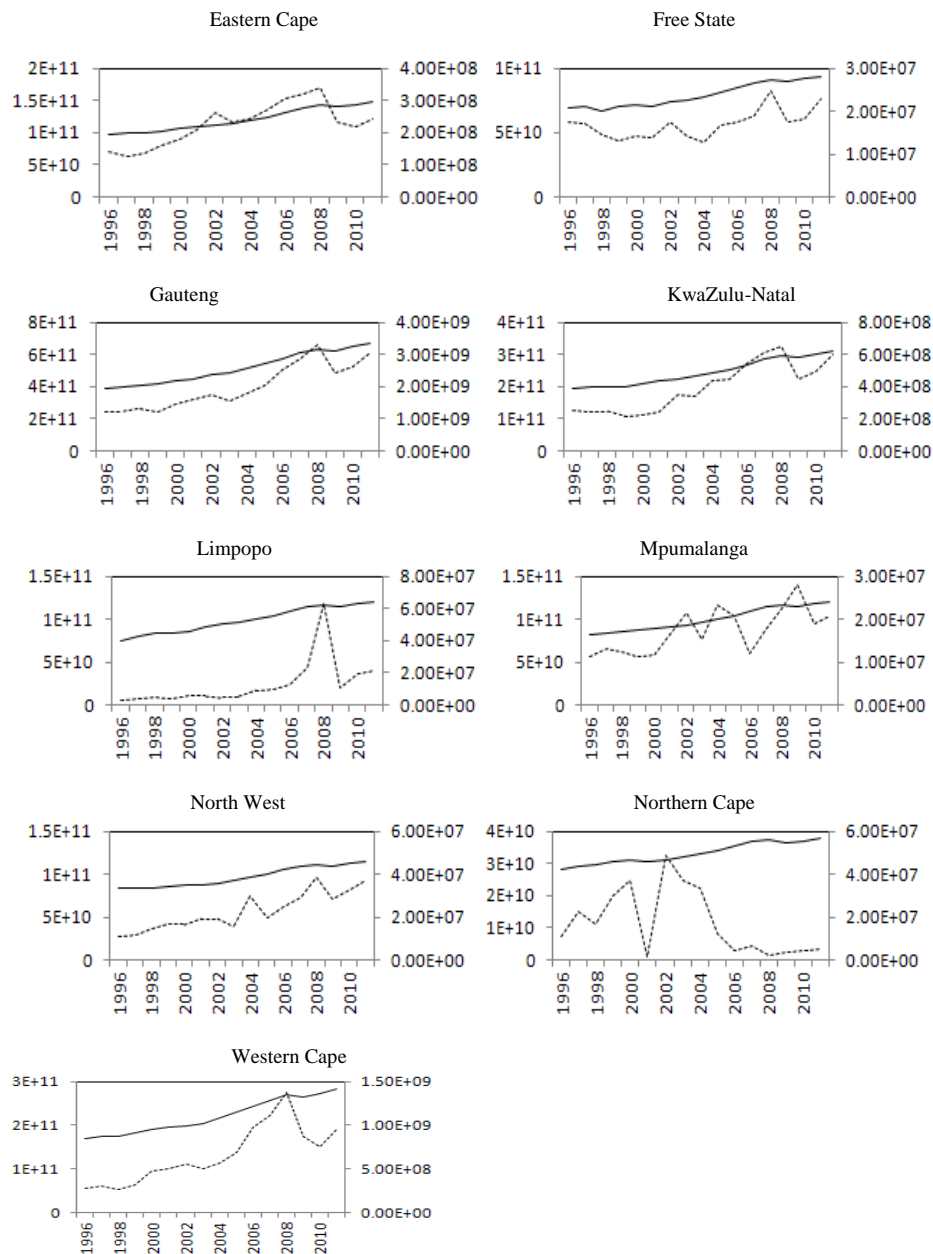 Eastern Cape
2E+11
1.5E+11
1E+11
5E+10
0
4.00E+08
3.00E+08
2.00E+08
1.00E+08
0.00E+00
1996
1998
2000
2002
2004
2006
2008
2010
Free State
1E+11
5E+10
0
3.00E+07
2.00E+07
1.00E+07
0.00E+00
1996
1998
2000
2002
2004
2006
2008
2010
Gauteng
8E+11
6E+11
4E+11
2E+11
0
4.00E+09
3.00E+09
2.00E+09
1.00E+09
0.00E+00
1996
1998
2000
2002
2004
2006
2008
2010
KwaZulu-Natal
4E+11
3E+11
2E+11
1E+11
0
8.00E+08
6.00E+08
4.00E+08
2.00E+08
0.00E+00
1996
1998
2000
2002
2004
2006
2008
2010
Limpopo
1.5E+11
1E+11
5E+10
0
8.00E+07
6.00E+07
4.00E+07
2.00E+07
0.00E+00
1996
1998
2000
2002
2004
2006
2008
2010
Mpumalanga
1.5E+11
1E+11
5E+10
0
3.00E+07
2.00E+07
1.00E+07
0.00E+00
1996
1998
2000
2002
2004
2006
2008
2010
North West
1.5E+11
1E+11
5E+10
0
6.00E+07
4.00E+07
2.00E+07
0.00E+00
1996
1998
2000
2002
2004
2006
2008
2010
Northern Cape
4E+10
3E+10
2E+10
1E+10
0
6.00E+07
4.00E+07
2.00E+07
0.00E+00
1996
1998
2000
2002
2004
2006
2008
2010
Western Cape
3E+11
2E+11
1E+11
0
1.50E+09
1.00E+09
5.00E+08
0.00E+00
1996
1998
2000
2002
2004
2006
2008
2010